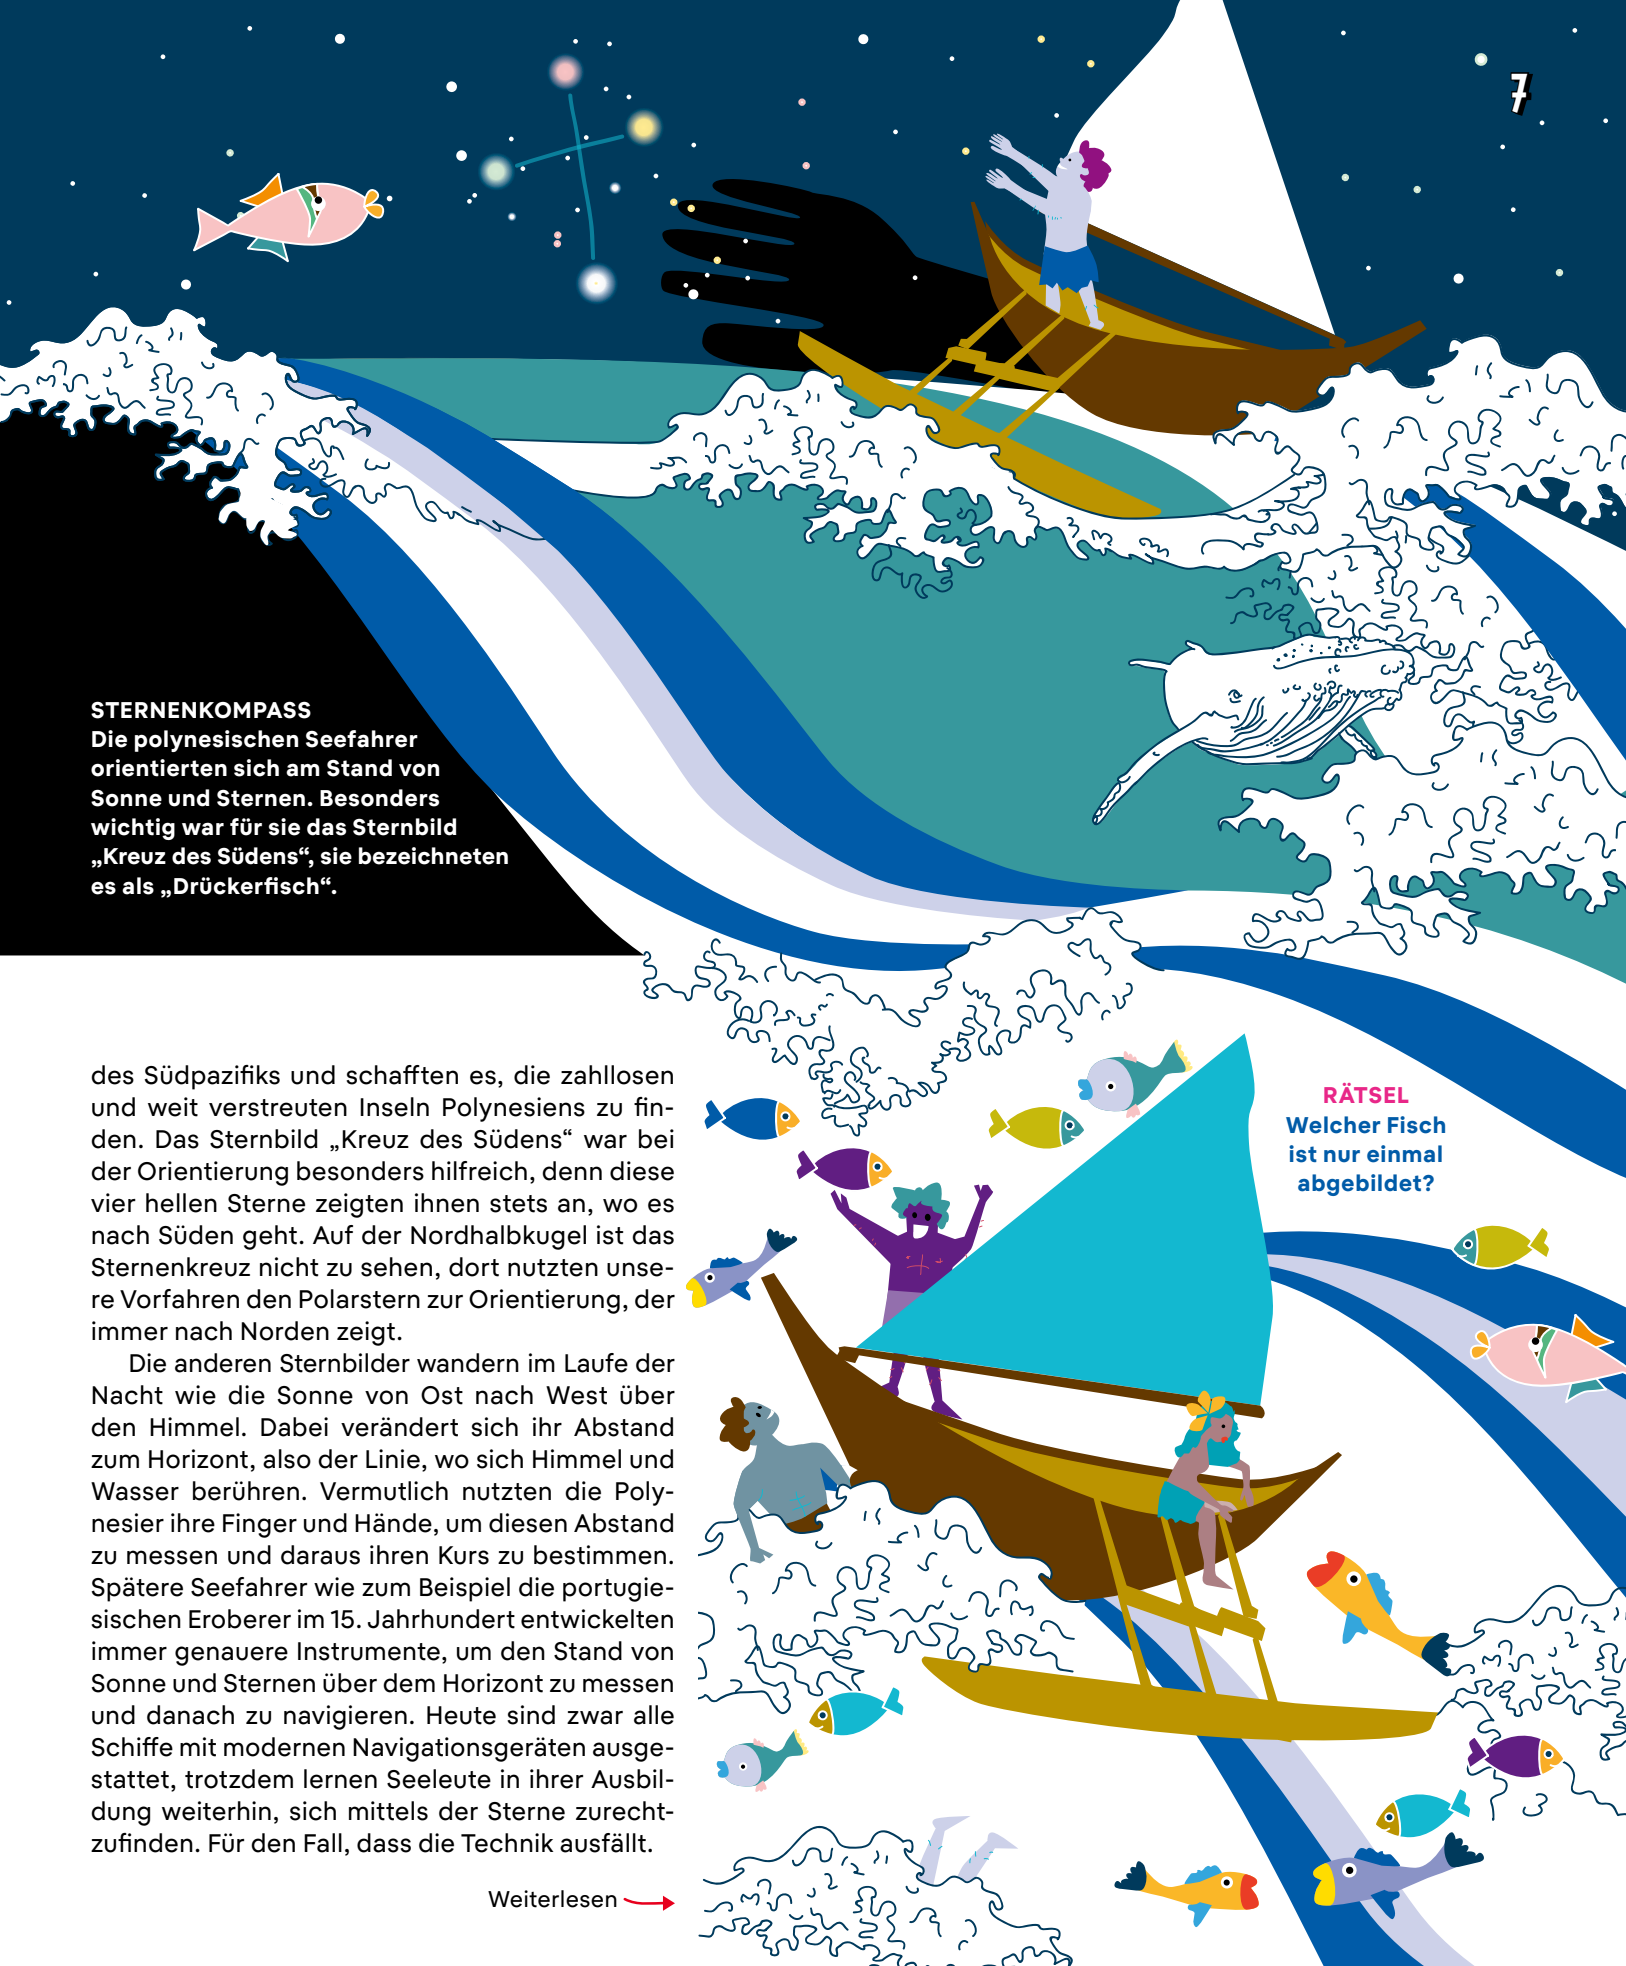 7
STERNENKOMPASS
Die polynesischen Seefahrer
orientierten sich am Stand von
Sonne und Sternen. Besonders
wichtig war für sie das Sternbild
„Kreuz des Südens“, sie bezeichneten
es als „Drückerfisch“.
des Südpazifiks und schafften es, die zahllosen
und weit verstreuten Inseln Polynesiens zu fin-
den. Das Sternbild „Kreuz des Südens“ war bei
der Orientierung besonders hilfreich, denn diese
vier hellen Sterne zeigten ihnen stets an, wo es
nach Süden geht. Auf der Nordhalbkugel ist das
Sternenkreuz nicht zu sehen, dort nutzten unse-
re Vorfahren den Polarstern zur Orientierung, der
immer nach Norden zeigt.
Die anderen Sternbilder wandern im Laufe der
Nacht wie die Sonne von Ost nach West über
den Himmel. Dabei verändert sich ihr Abstand
zum Horizont, also der Linie, wo sich Himmel und
Wasser berühren. Vermutlich nutzten die Poly-
nesier ihre Finger und Hände, um diesen Abstand
zu messen und daraus ihren Kurs zu bestimmen.
Spätere Seefahrer wie zum Beispiel die portugie-
sischen Eroberer im 15. Jahrhundert entwickelten
immer genauere Instrumente, um den Stand von
Sonne und Sternen über dem Horizont zu messen
und danach zu navigieren. Heute sind zwar alle
Schiffe mit modernen Navigationsgeräten ausge-
stattet, trotzdem lernen Seeleute in ihrer Ausbil-
dung weiterhin, sich mittels der Sterne zurecht-
zufinden. Für den Fall, dass die Technik ausfällt.
Weiterlesen
RÄTSEL
Welcher Fisch
ist nur einmal
abgebildet?